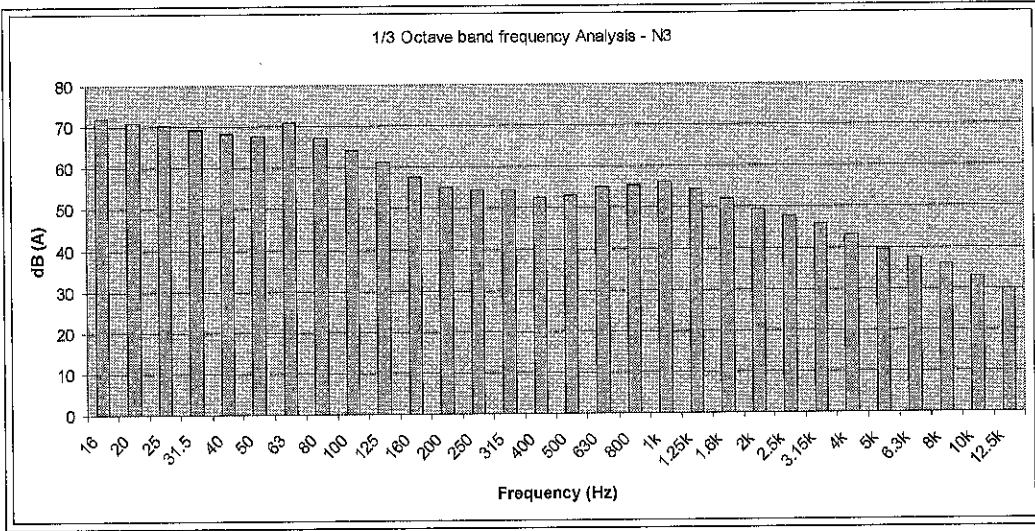 1/3 Octave band frequency Analysis - N3
80
70
60
50
40
30
20
10
0
dB (A)
16 20 25 31.5 40 50 63 80 100 125 160 200 250 315 400 500 630 800 1k 1.25k 1.6k 2k 2.5k 3.15k 4k 5k 6.3k 8k 10k 12.5k
Frequency (Hz)